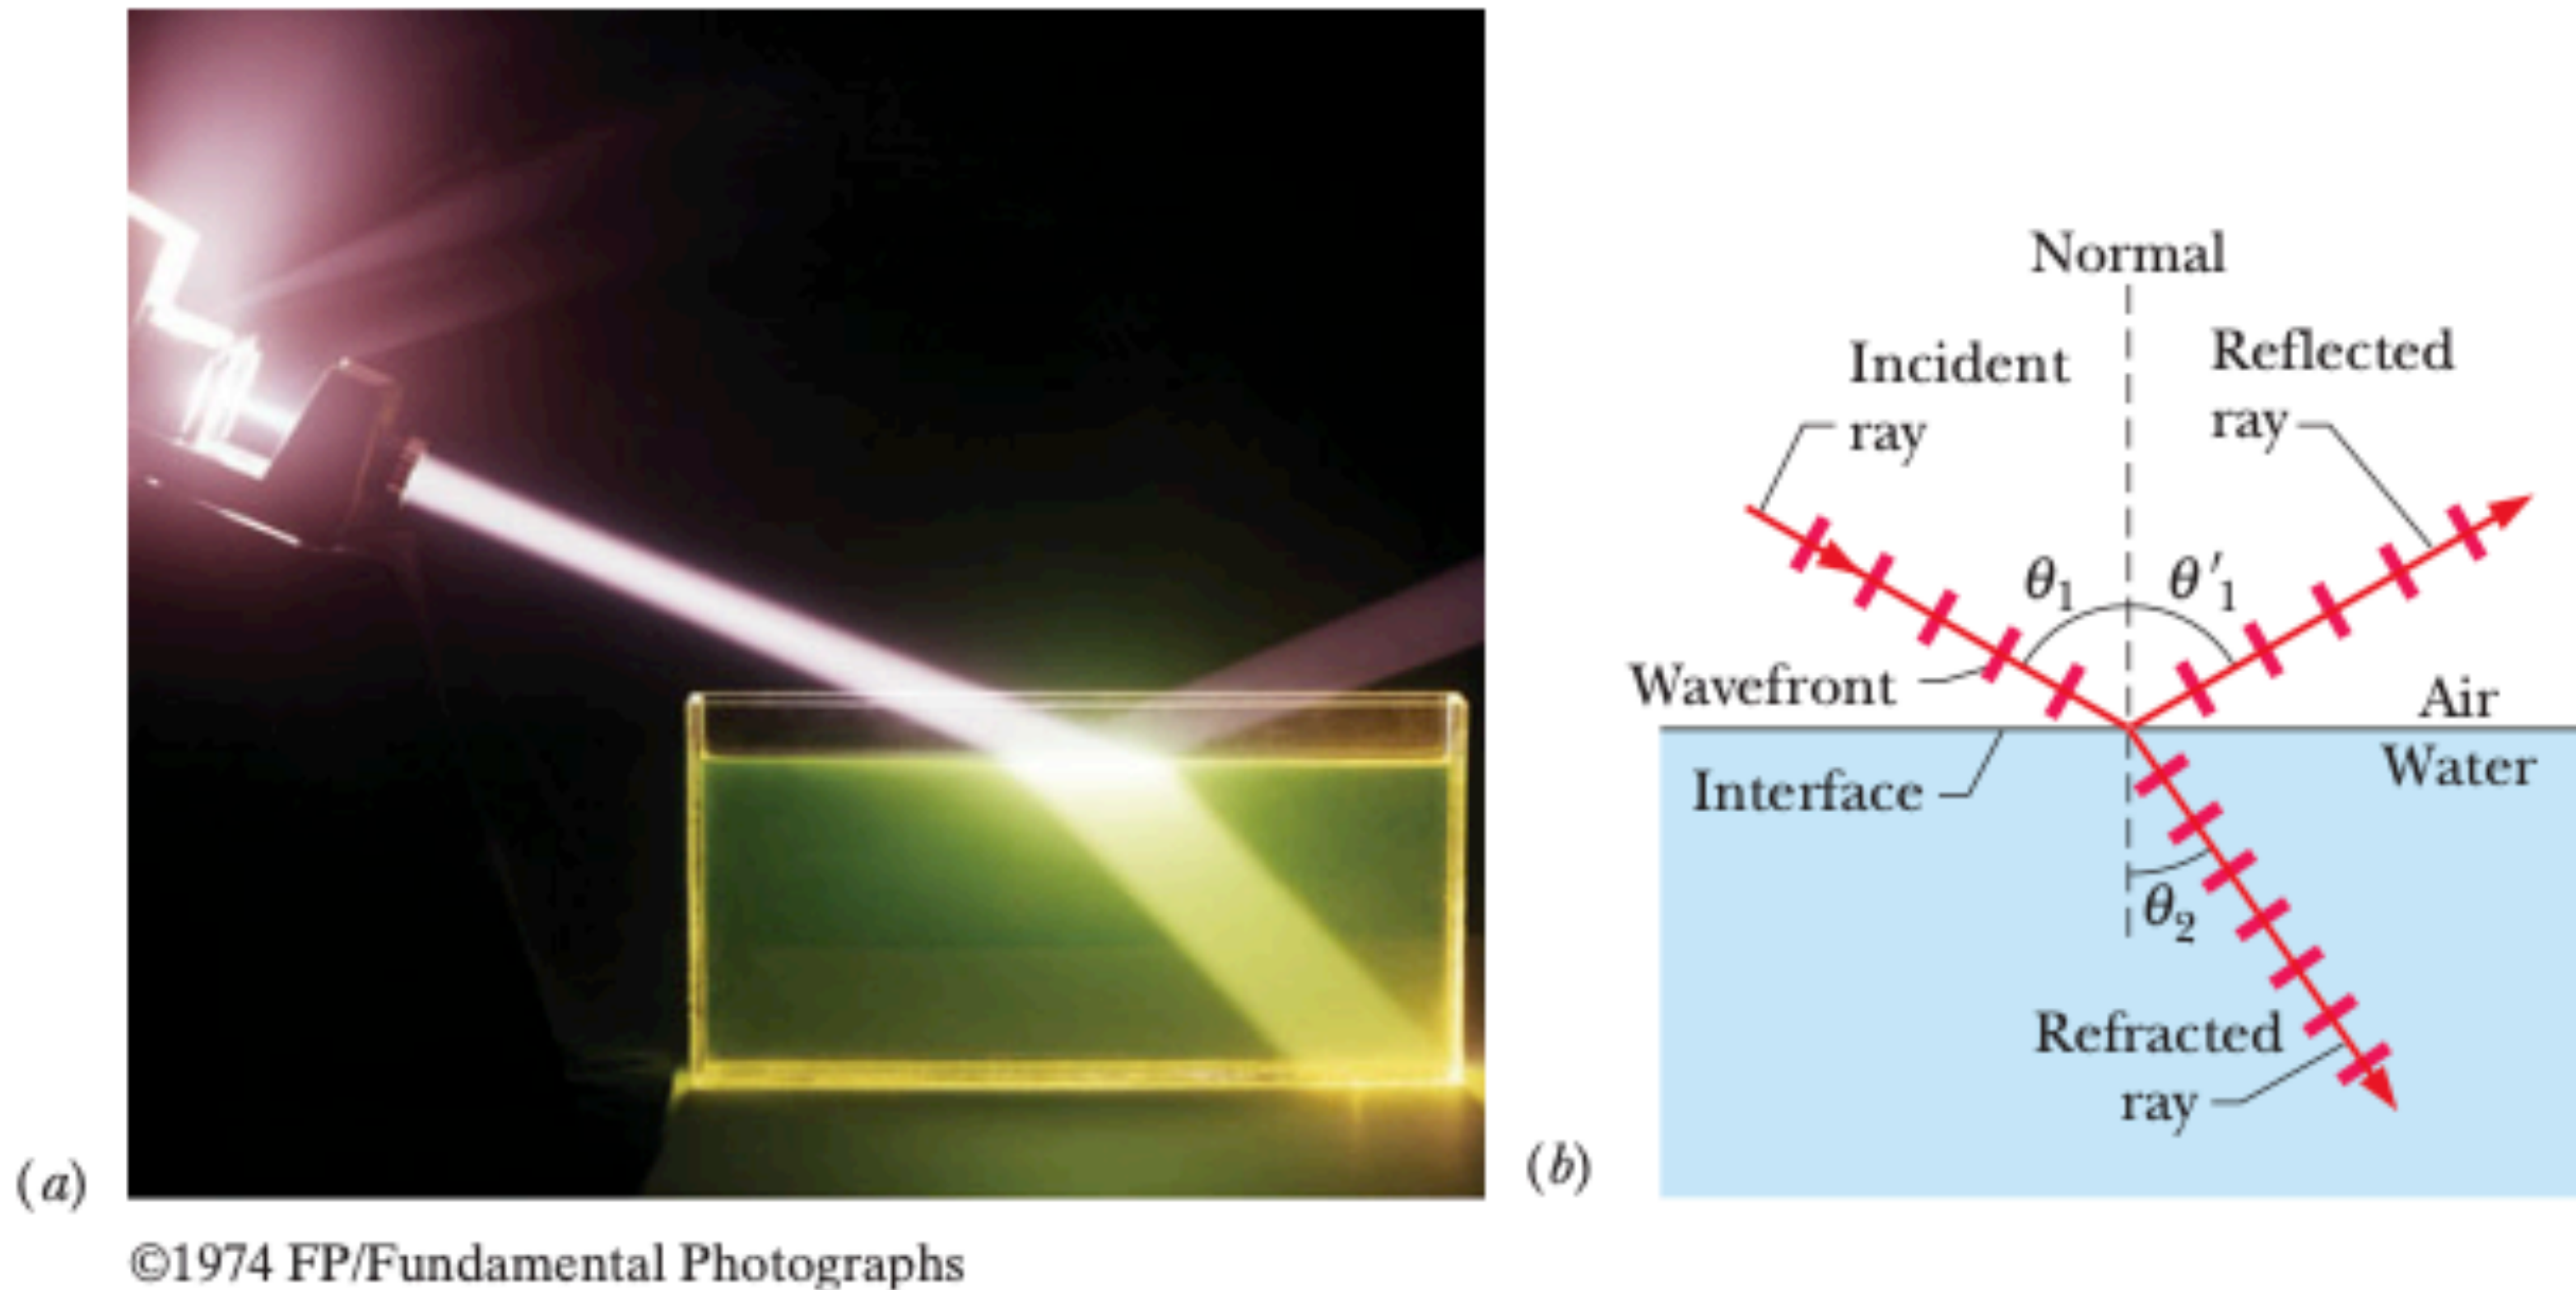 Normal
Incident
ray
Reflected
ray
θ₁
θ′₁
Wavefront
Air
Interface
Water
θ₂
Refracted
ray
(a)
(b)
©1974 FP/Fundamental Photographs